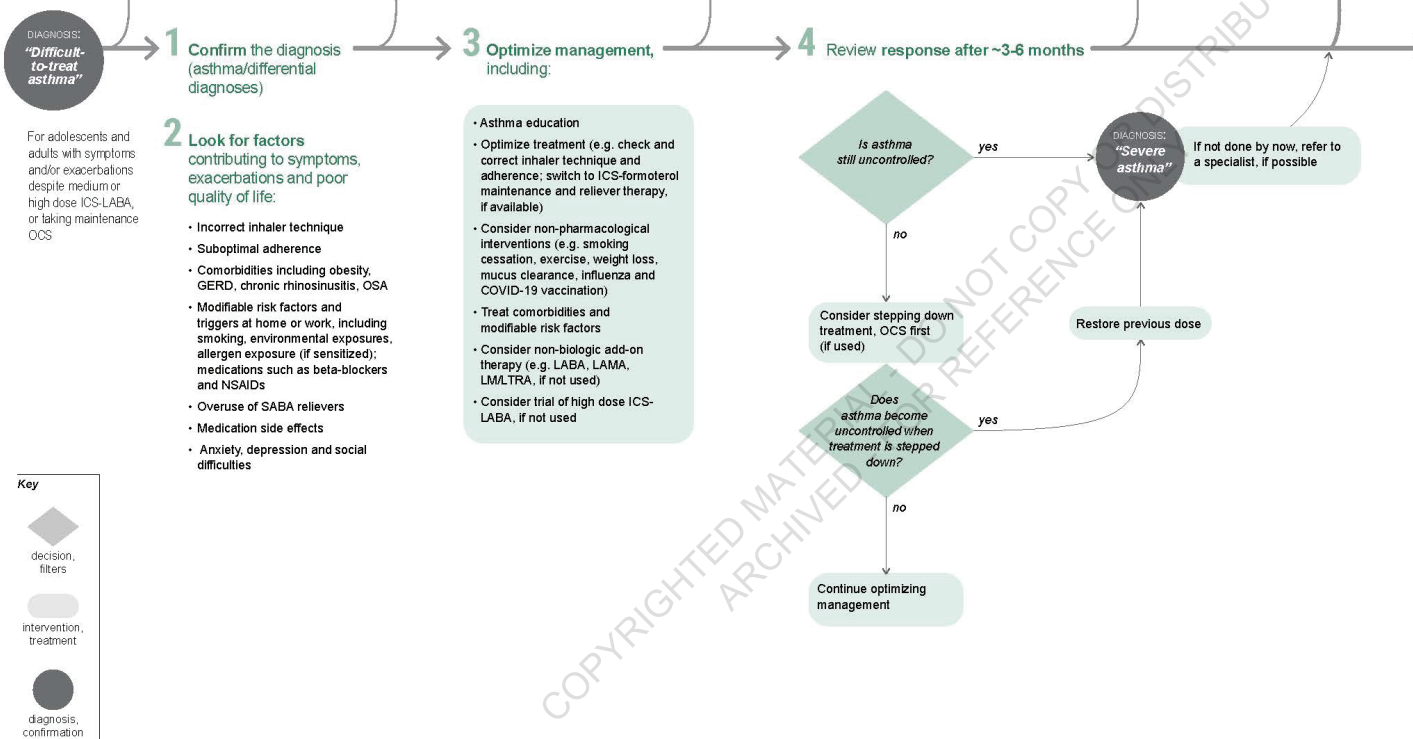 DIAGNOSIS:
"Difficult-
to-treat
asthma"
For adolescents and
adults with symptoms
and/or exacerbations
despite medium or
high dose ICS-LABA,
or taking maintenance
OCS
1 Confirm the diagnosis
(asthma/differential
diagnoses)
2 Look for factors
contributing to symptoms,
exacerbations and poor
quality of life:
• Incorrect inhaler technique
• Suboptimal adherence
• Comorbidities including obesity,
GERD, chronic rhinosinusitis, OSA
• Modifiable risk factors and
triggers at home or work, including
smoking, environmental exposures,
allergen exposure (if sensitized);
medications such as beta-blockers
and NSAIDs
• Overuse of SABA relievers
• Medication side effects
• Anxiety, depression and social
difficulties
3 Optimize management,
including:
• Asthma education
• Optimize treatment (e.g. check and
correct inhaler technique and
adherence; switch to ICS-formoterol
maintenance and reliever therapy,
if available)
• Consider non-pharmacological
interventions (e.g. smoking
cessation, exercise, weight loss,
mucus clearance, influenza and
COVID-19 vaccination)
• Treat comorbidities and
modifiable risk factors
• Consider non-biologic add-on
therapy (e.g. LABA, LAMA,
LM/LTRA, if not used)
• Consider trial of high dose ICS-
LABA, if not used
4 Review response after ~3-6 months
Is asthma
still uncontrolled?
yes
DIAGNOSIS:
"Severe
asthma"
If not done by now, refer to
a specialist, if possible
no
Consider stepping down
treatment, OCS first
(if used)
Restore previous dose
Does
asthma become
uncontrolled when
treatment is stepped
down?
yes
no
Continue optimizing
management
Key
decision,
filters
intervention,
treatment
diagnosis,
confirmation
COPYRIGHTED MATERIAL - DO NOT COPY OR DISTRIBU
ARCHIVED - FOR REFERENCE ONLY